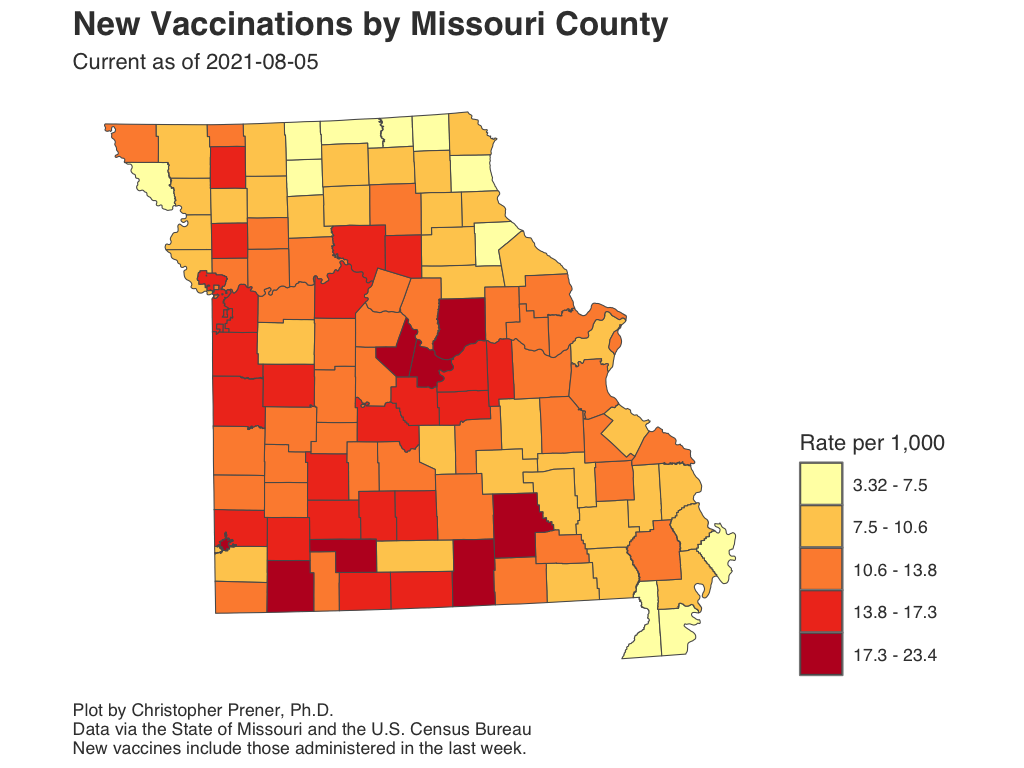 New Vaccinations by Missouri County
Current as of 2021-08-05
Rate per 1,000
3.32 - 7.5
7.5 - 10.6
10.6 - 13.8
13.8 - 17.3
17.3 - 23.4
Plot by Christopher Prener, Ph.D.
Data via the State of Missouri and the U.S. Census Bureau
New vaccines include those administered in the last week.